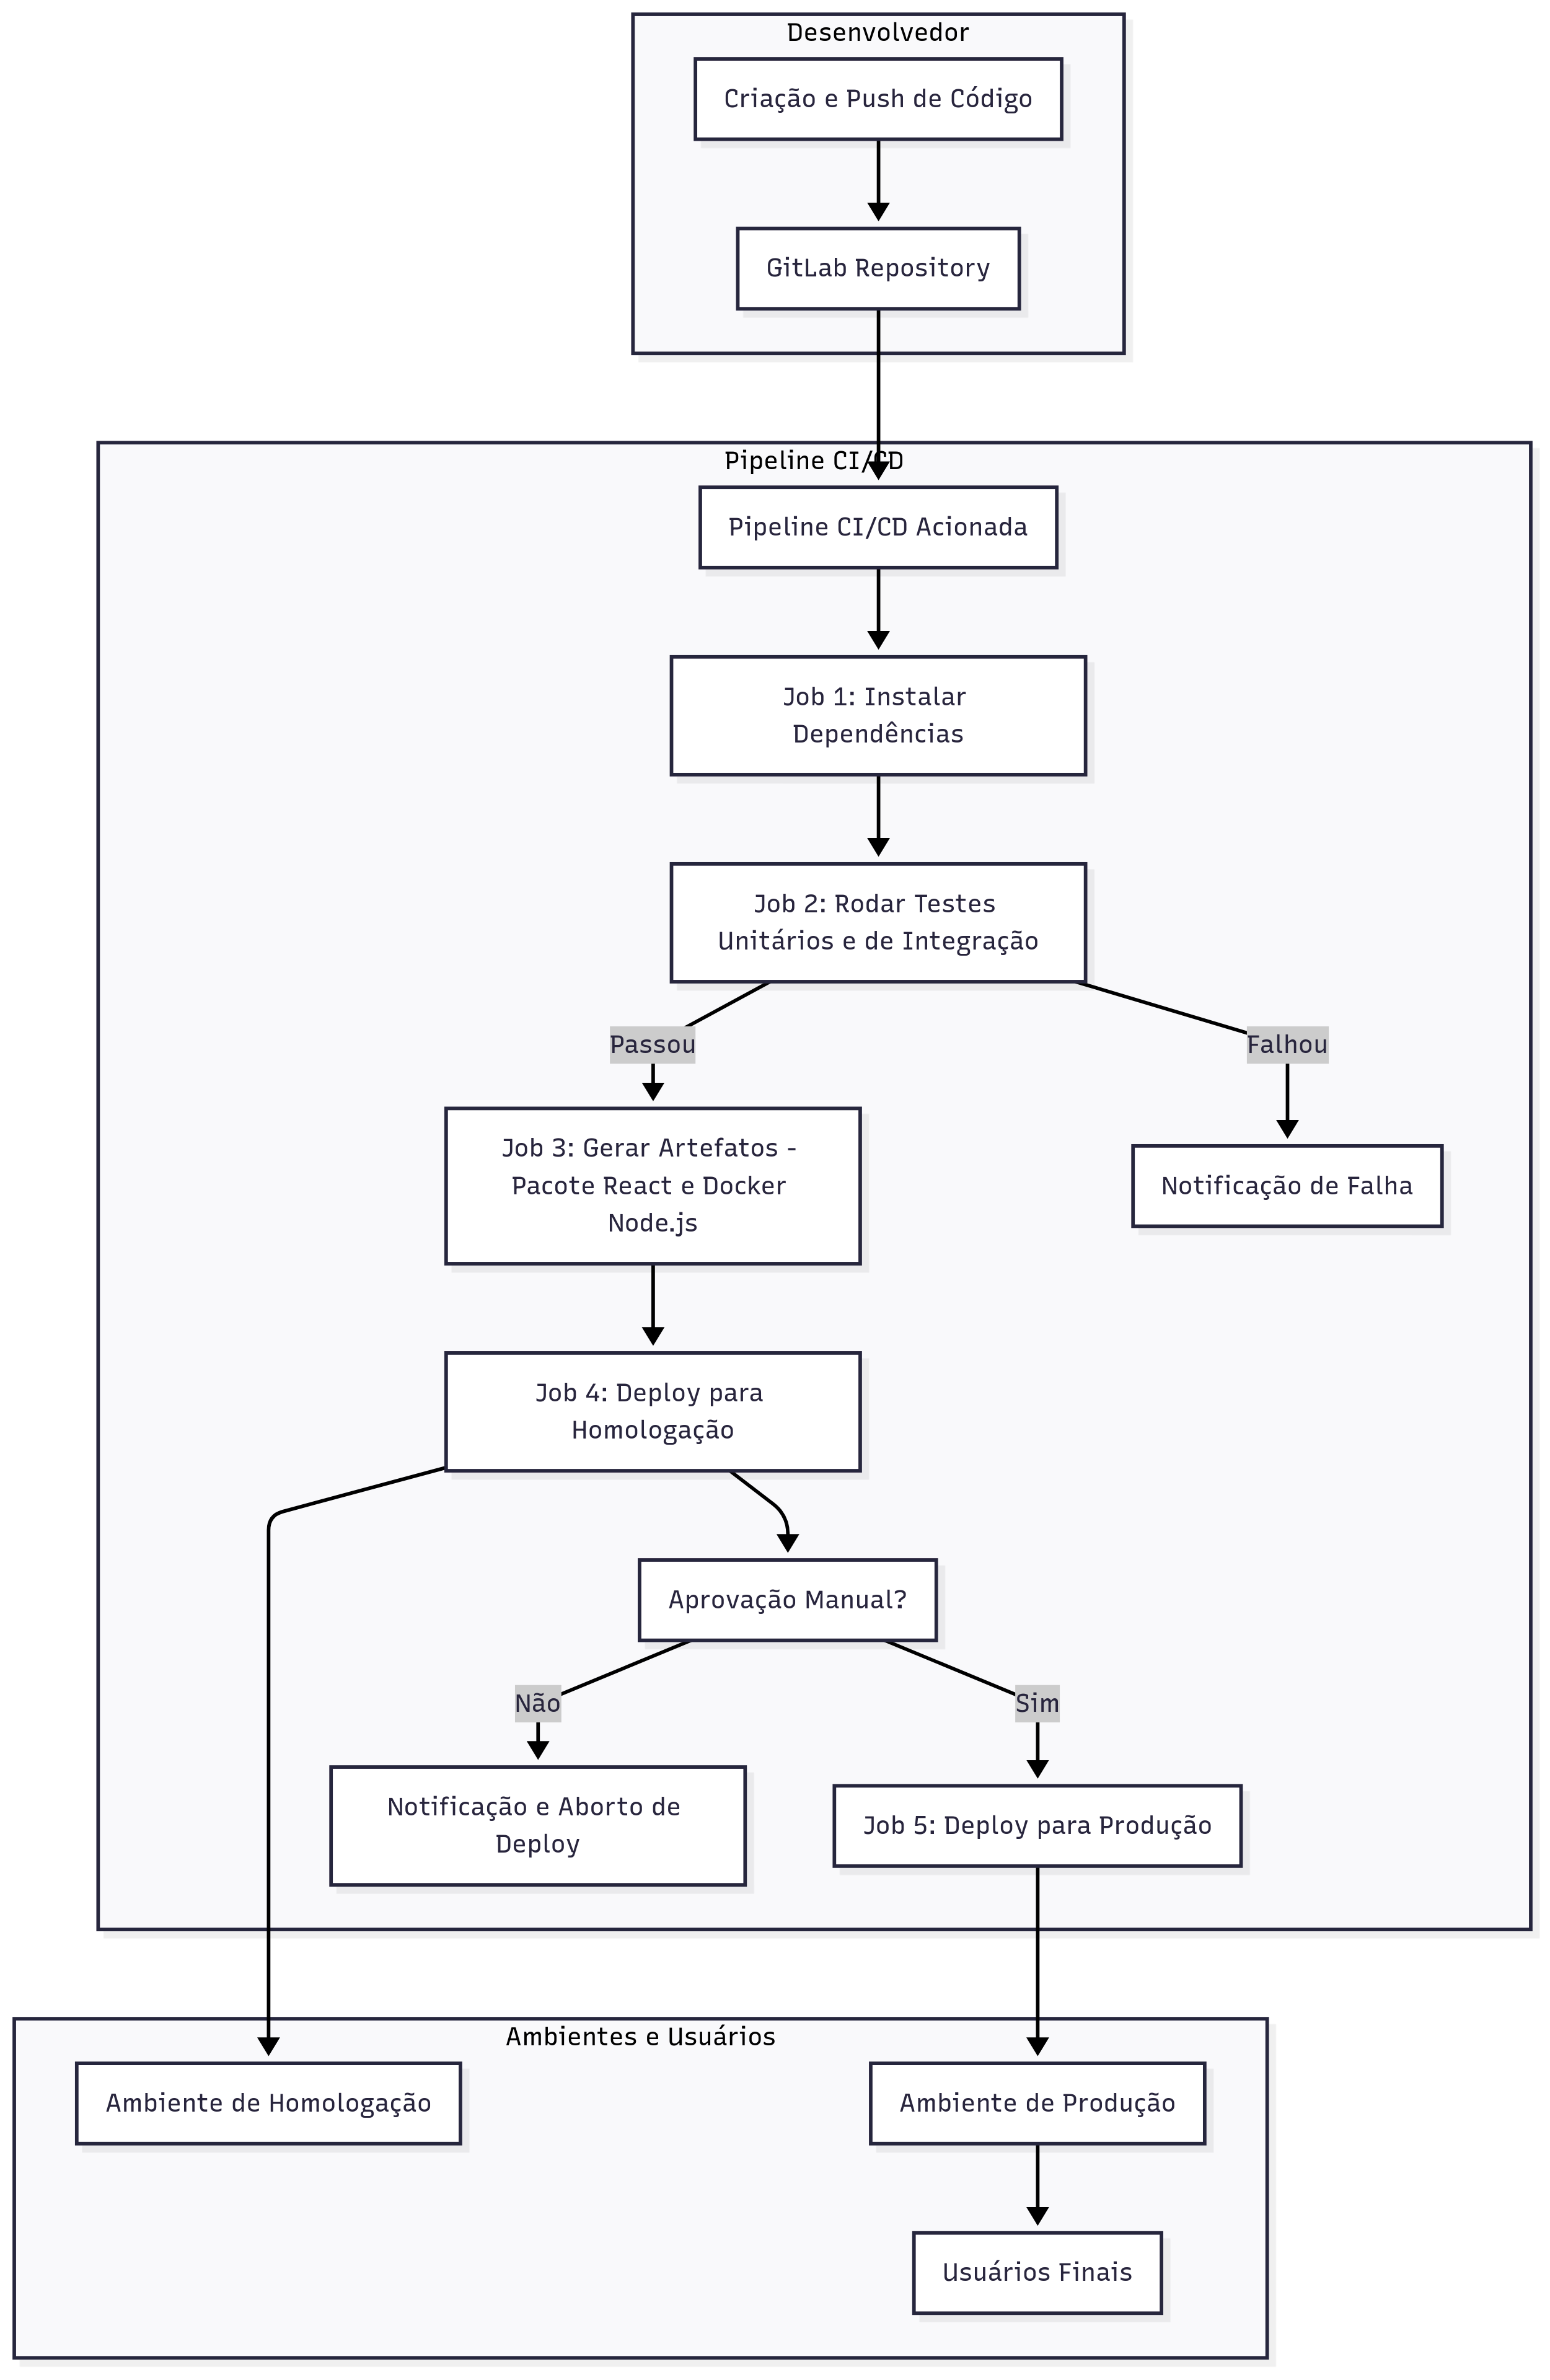 Desenvolvedor
Criação e Push de Código
GitLab Repository
Pipeline CI/CD
Pipeline CI/CD Acionada
Job 1: Instalar
Dependências
Job 2: Rodar Testes
Unitários e de Integração
Passou
Falhou
Job 3: Gerar Artefatos -
Pacote React e Docker
Node.js
Notificação de Falha
Job 4: Deploy para
Homologação
Aprovação Manual?
Não
Sim
Notificação e Aborto de
Deploy
Job 5: Deploy para Produção
Ambientes e Usuários
Ambiente de Homologação
Ambiente de Produção
Usuários Finais